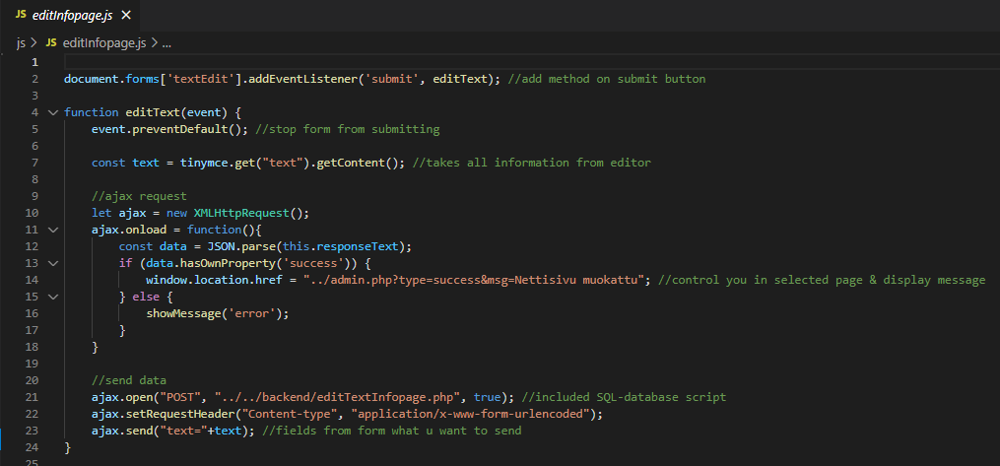 JS editInfopage.js ×
js > JS editInfopage.js > ...
1
2 document.forms['textEdit'].addEventListener('submit', editText); //add method on submit button
3
4 function editText(event) {
5     event.preventDefault(); //stop form from submitting
6
7     const text = tinymce.get("text").getContent(); //takes all information from editor
8
9     //ajax request
10     let ajax = new XMLHttpRequest();
11     ajax.onload = function(){
12         const data = JSON.parse(this.responseText);
13         if (data.hasOwnProperty('success')) {
14             window.location.href = "../admin.php?type=success&msg=Nettisivu muokattu"; //control you in selected page & display message
15         } else {
16             showMessage('error');
17         }
18     }
19
20     //send data
21     ajax.open("POST", "../../backend/editTextInfopage.php", true); //included SQL-database script
22     ajax.setRequestHeader("Content-type", "application/x-www-form-urlencoded");
23     ajax.send("text="+text); //fields from form what u want to send
24 }
25